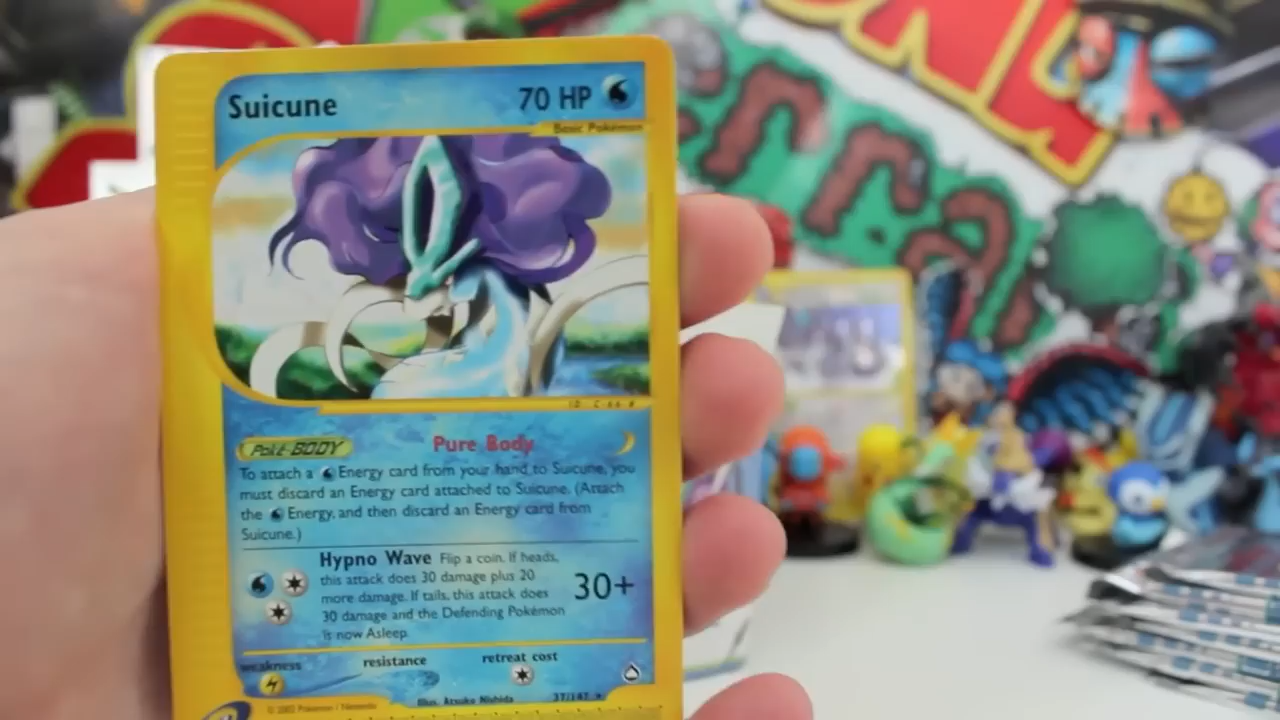 Suicune 70 HP
Basic Pokémon
Poké-BODY Pure Body
To attach a Energy card from your hand to Suicune, you
must discard an Energy card attached to Suicune. (Attach
the Energy, and then discard an Energy card from
Suicune.)
Hypno Wave Flip a coin. If heads,
this attack does 30 damage plus 20
more damage. If tails, this attack does
30 damage and the Defending Pokémon
is now Asleep.
30+
weakness resistance retreat cost
Illus. Atsuko Nishida 37/147
© 2002 Pokémon / Nintendo